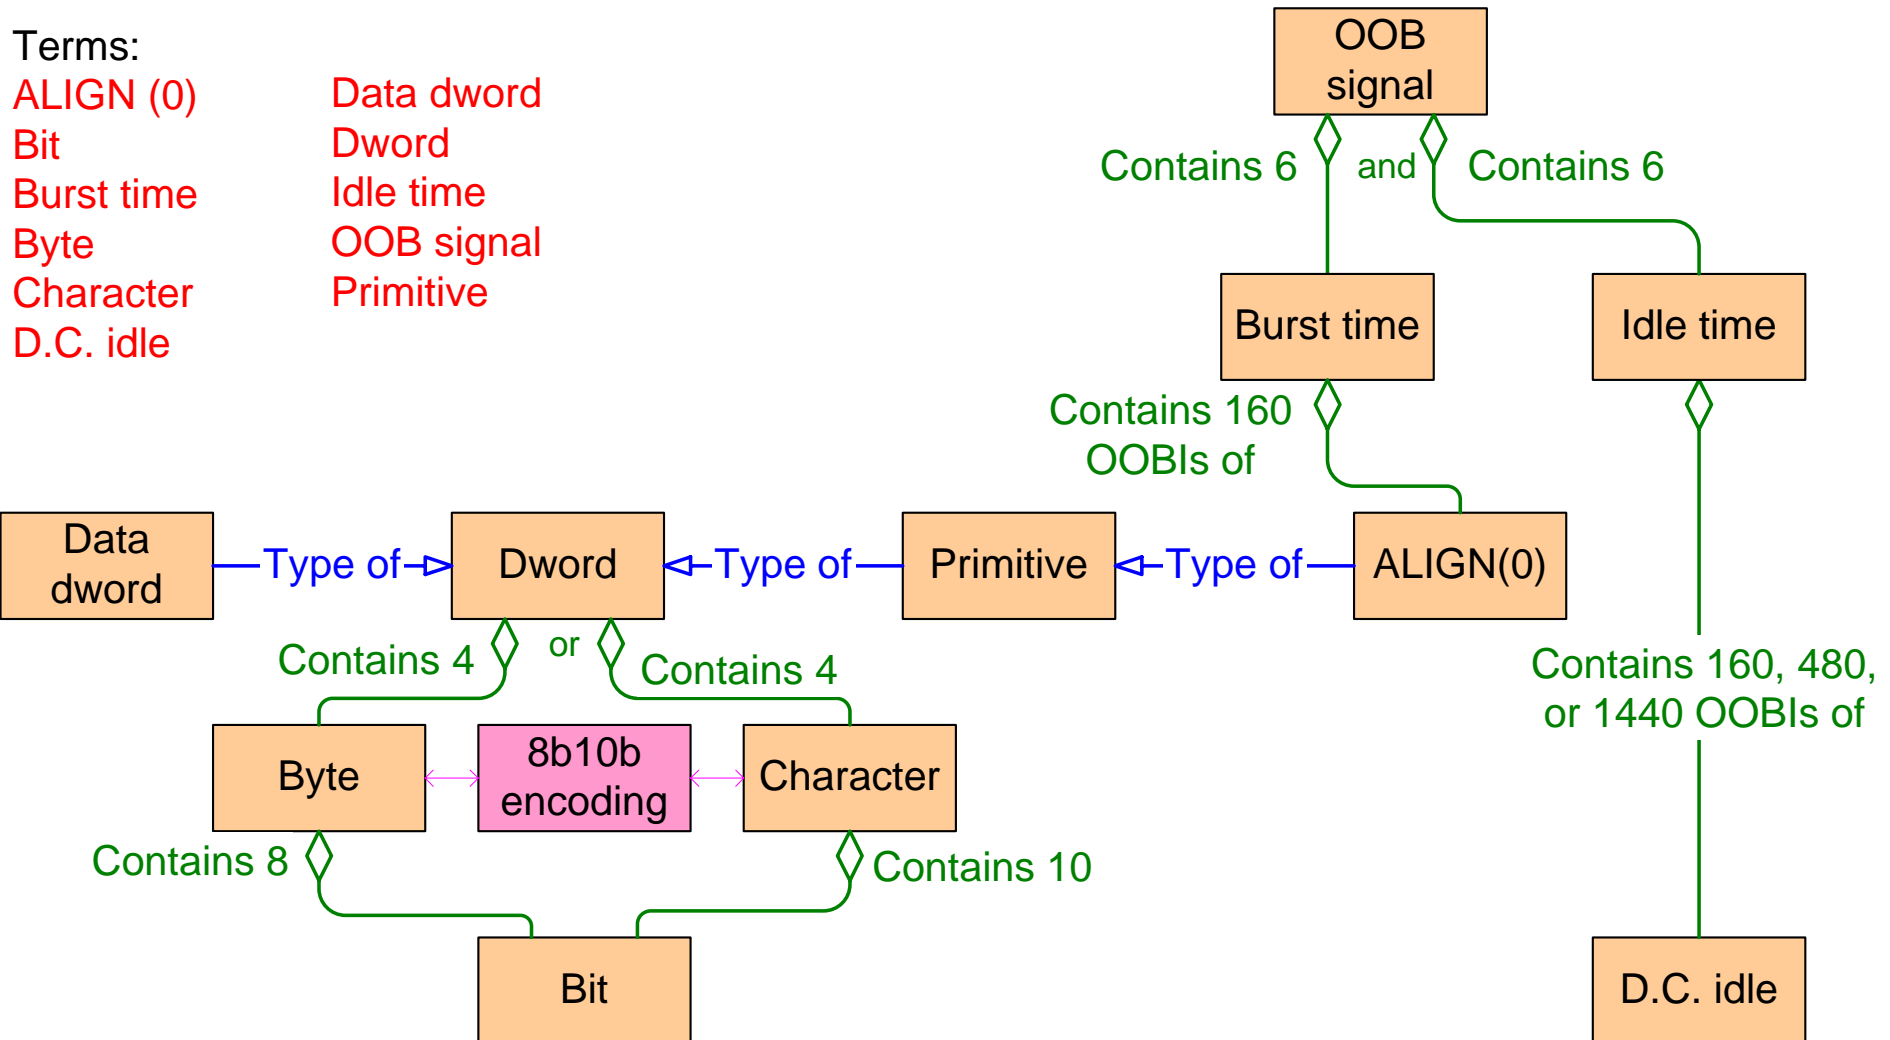 Terms:
ALIGN (0)
Bit
Burst time
Byte
Character
D.C. idle
Data dword
Dword
Idle time
OOB signal
Primitive
OOB
signal
Contains 6
and
Contains 6
Burst time
Idle time
Contains 160
OOBIs of
Data
dword
Type of
Dword
Type of
Primitive
Type of
ALIGN(0)
Contains 4
or
Contains 4
Contains 160, 480,
or 1440 OOBIs of
Byte
8b10b
encoding
Character
Contains 8
Contains 10
Bit
D.C. idle